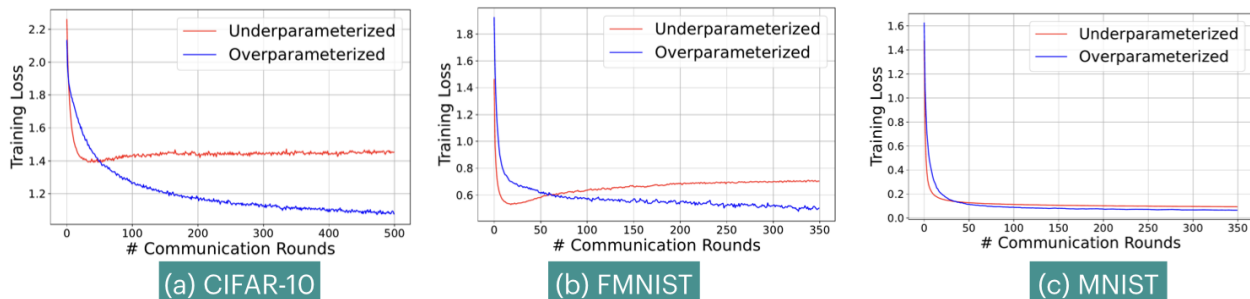 2.2
2.0
1.8
1.6
1.4
1.2
Training Loss
Underparameterized
Overparameterized
0 100 200 300 400 500
# Communication Rounds
(a) CIFAR-10
1.8
1.6
1.4
1.2
1.0
0.8
0.6
0.4
Training Loss
Underparameterized
Overparameterized
0 50 100 150 200 250 300 350
# Communication Rounds
(b) FMNIST
1.6
1.4
1.2
1.0
0.8
0.6
0.4
0.2
0.0
Training Loss
Underparameterized
Overparameterized
0 50 100 150 200 250 300 350
# Communication Rounds
(c) MNIST